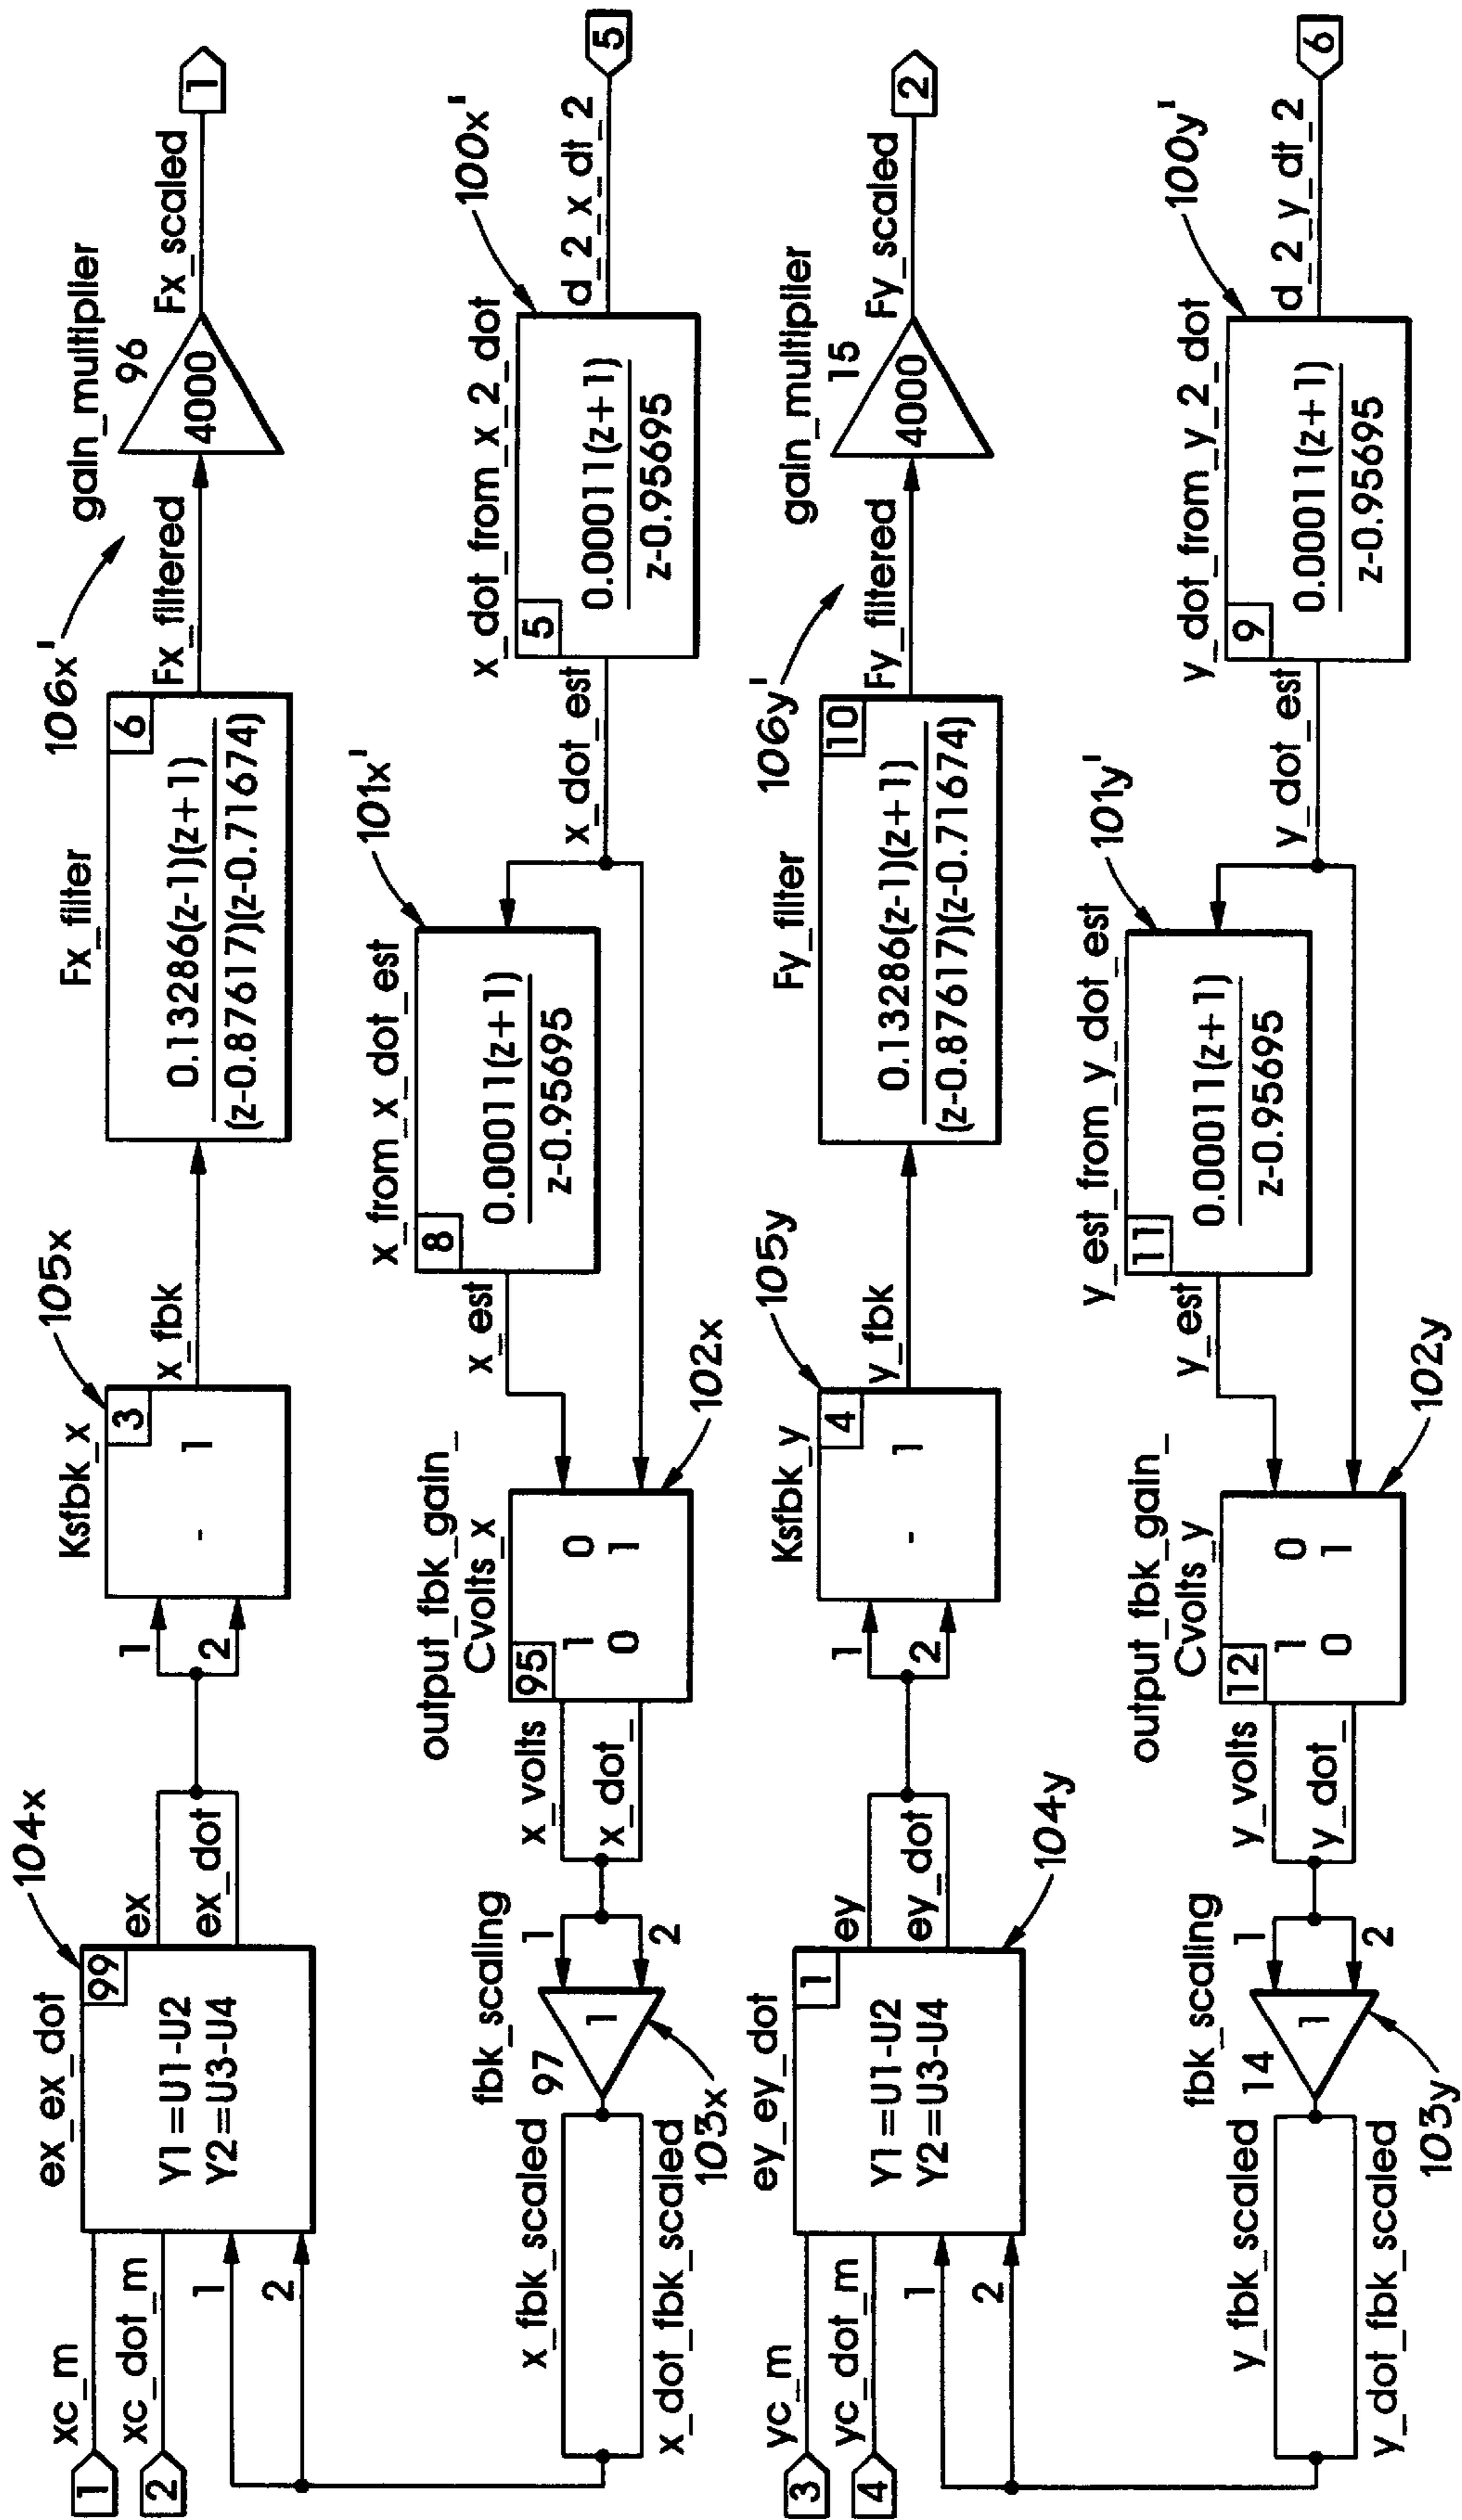 104x
ex_ex_dot
99
Y1=U1-U2
Y2=U3-U4
1
xc_m
2
xc_dot_m
1
2
ex
ex_dot
1
2
105x
Ksfbk_x
3
- 1
x_fbk
Fx_filter
6
0.13286(z-1)(z+1)
(z-0.87617)(z-0.71674)
106x'
Fx_filtered
gain_multiplier
96
4000
Fx_scaled
1
x_fbk_scaled
x_dot_fbk_scaled
fbk_scaling
97
1
103x
1
2
x_volts
x_dot_
output_fbk_gain_
Cvolts_x
95
1 0
0 1
102x
x_est
x_from_x_dot_est
8
0.00011(z+1)
z-0.95695
101x'
x_dot_est
x_dot_from_x_2_dot
5
0.00011(z+1)
z-0.95695
100x'
d_2_x_dt_2
5
104y
ey_ey_dot
1
Y1=U1-U2
Y2=U3-U4
3
yc_m
4
yc_dot_m
1
2
ey
ey_dot
1
2
105y
Ksfbk_y
4
- 1
y_fbk
Fy_filter
10
0.13286(z-1)(z+1)
(z-0.87617)(z-0.71674)
106y'
Fy_filtered
gain_multiplier
15
4000
Fy_scaled
2
y_fbk_scaled
y_dot_fbk_scaled
fbk_scaling
14
1
103y
1
2
y_volts
y_dot_
output_fbk_gain_
Cvolts_y
12
1 0
0 1
102y
y_est
y_est_from_y_dot_est
11
0.00011(z+1)
z-0.95695
101y'
y_dot_est
y_dot_from_y_2_dot
9
0.00011(z+1)
z-0.95695
100y'
d_2_y_dt_2
6